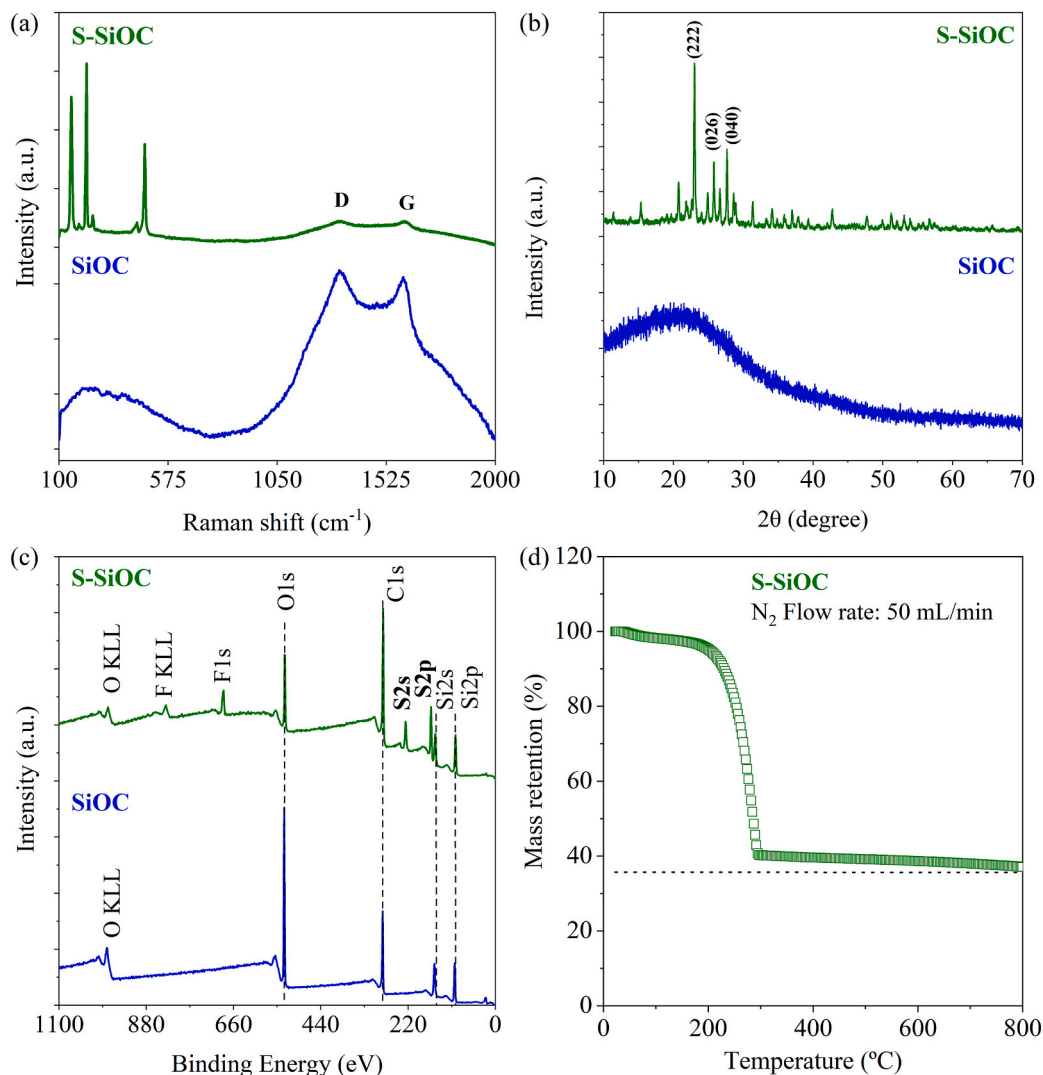 (a)
S-SiOC
D
G
SiOC
Intensity (a.u.)
100
575
1050
1525
2000
Raman shift (cm⁻¹)
(b)
S-SiOC
(222)
(026)
(040)
SiOC
Intensity (a.u.)
10
20
30
40
50
60
70
2θ (degree)
(c)
S-SiOC
O KLL
F KLL
F1s
O1s
C1s
S2s
S2p
Si2s
Si2p
SiOC
O KLL
Intensity (a.u.)
1100
880
660
440
220
0
Binding Energy (eV)
(d)
S-SiOC
N₂ Flow rate: 50 mL/min
Mass retention (%)
120
100
80
60
40
20
0
0
200
400
600
800
Temperature (ºC)